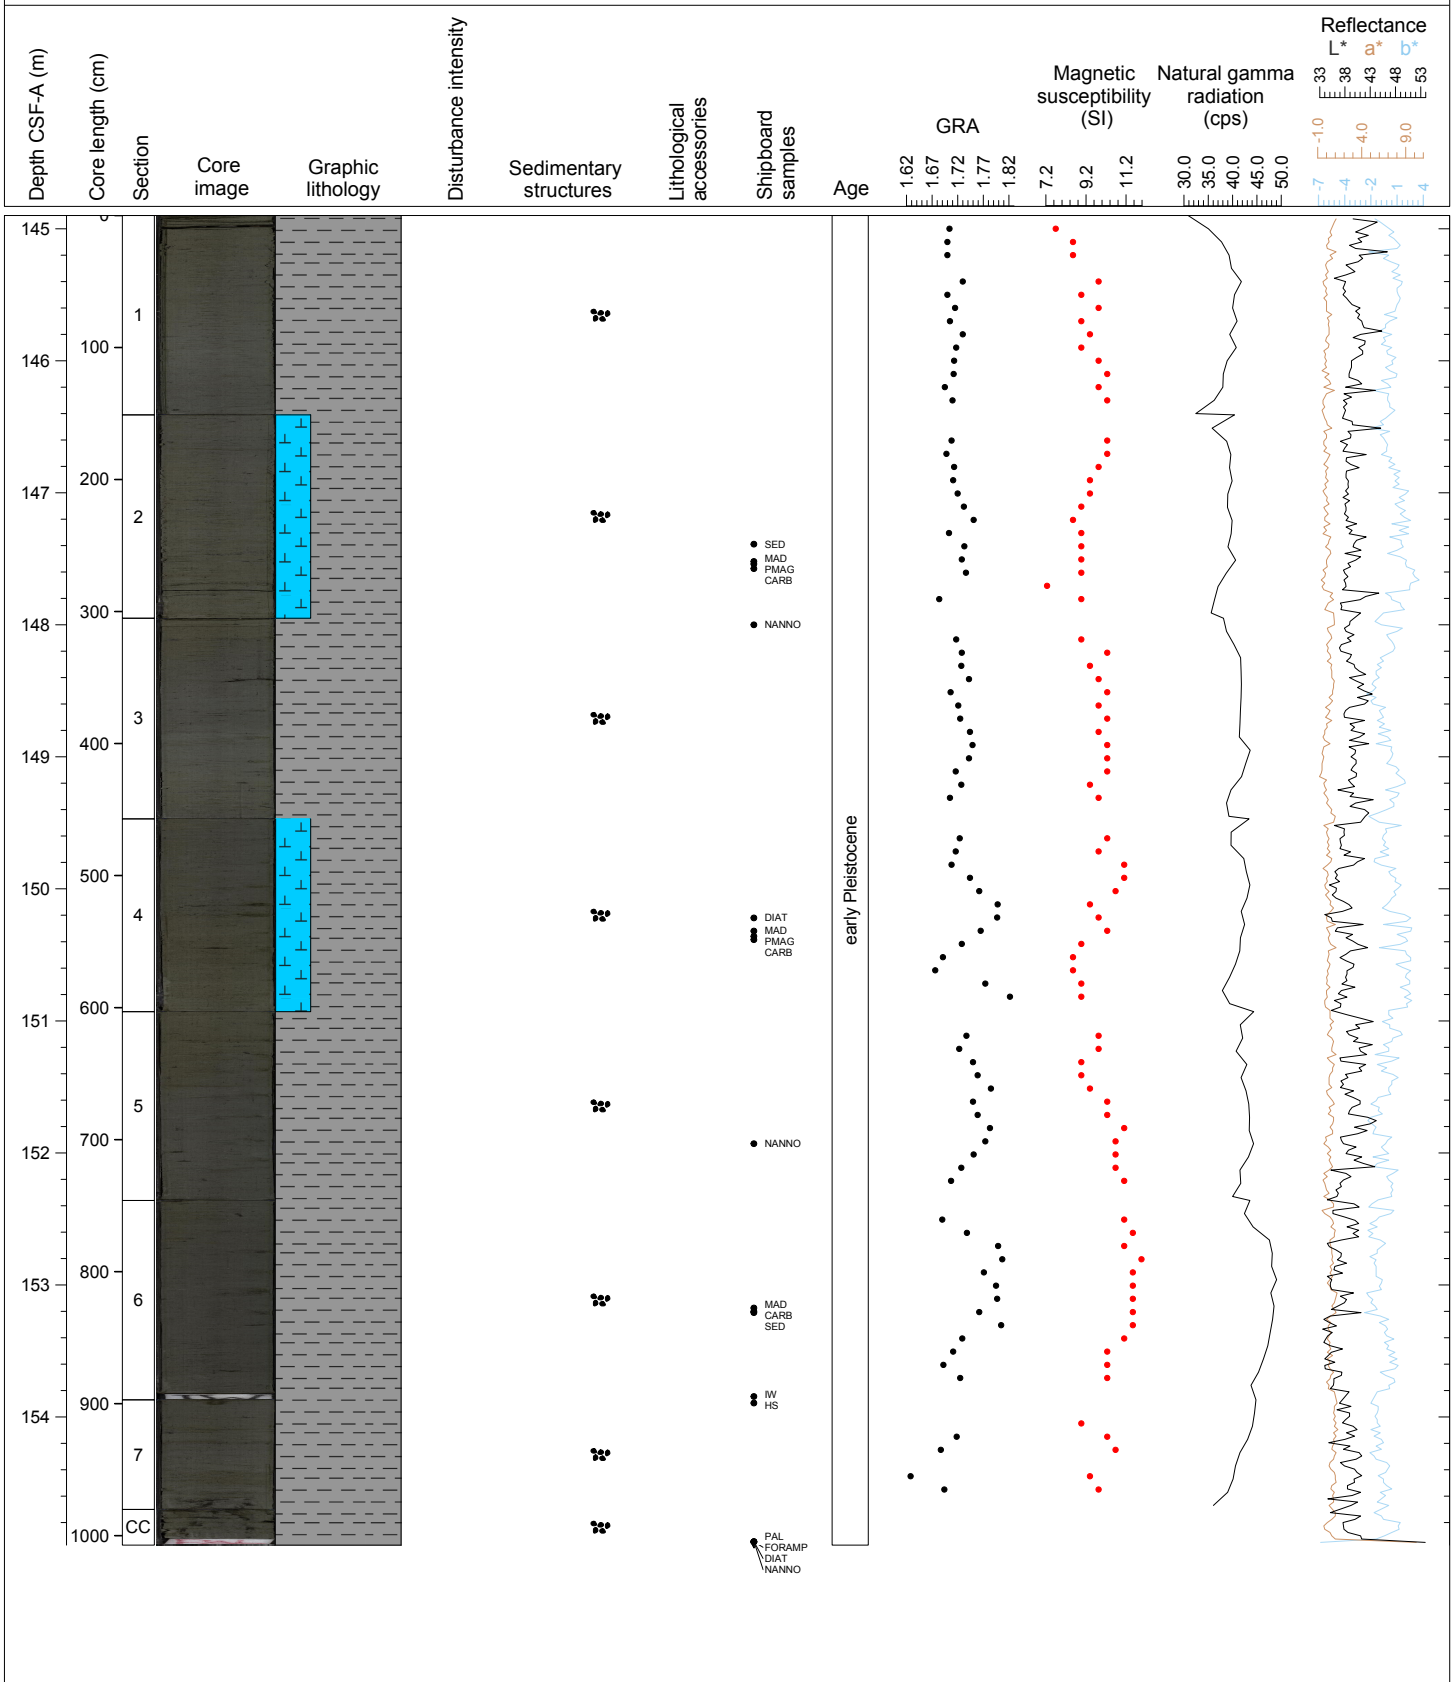 Depth CSF-A (m)
Core length (cm)
Section
Core
image
Graphic
lithology
Disturbance intensity
Sedimentary
structures
Lithological
accessories
Shipboard
samples
Age
GRA
1.62 1.67 1.72 1.77 1.82
Magnetic
susceptibility
(SI)
7.2 9.2 11.2
Natural gamma
radiation
(cps)
30.0 35.0 40.0 45.0 50.0
Reflectance
L* a* b*
33 38 43 48 53
-1.0 4.0 9.0
-7 -4 -2 1 4
145
146
147
148
149
150
151
152
153
154
0
100
200
300
400
500
600
700
800
900
1000
1
2
3
4
5
6
7
CC
SED
MAD
PMAG
CARB
NANNO
DIAT
MAD
PMAG
CARB
NANNO
MAD
CARB
SED
IW
HS
PAL
FORAMP
DIAT
NANNO
early Pleistocene